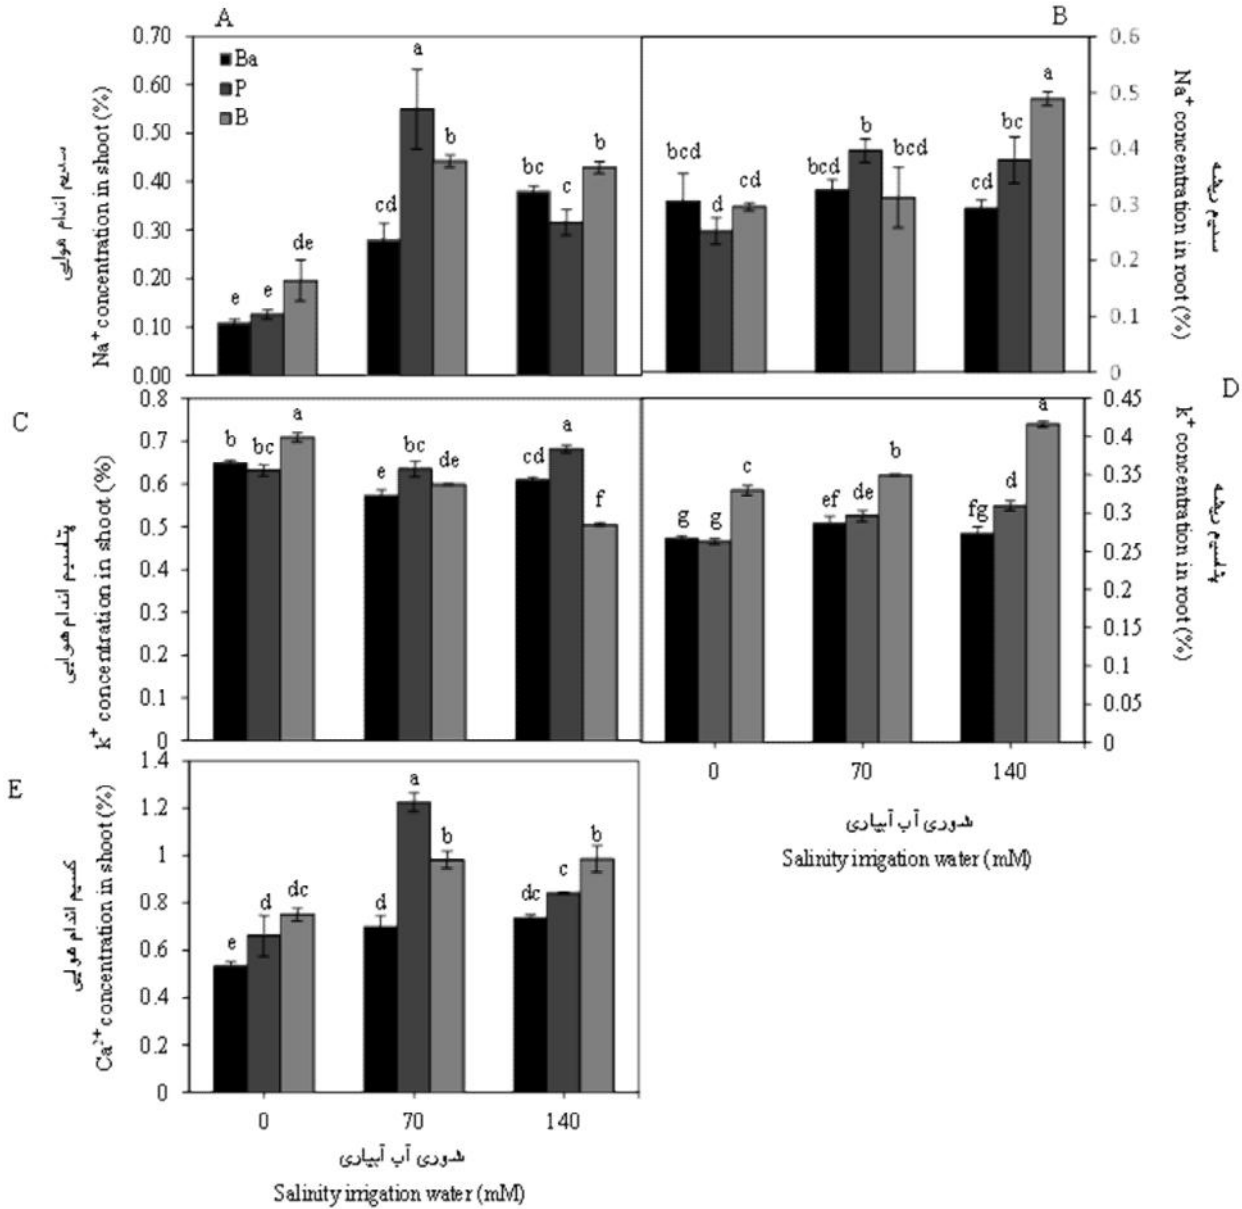 A
B
0.70
0.60
0.50
0.40
0.30
0.20
0.10
0.00
سدیم اندام هوایی
Na⁺ concentration in shoot (%)
Ba
P
B
e
e
de
cd
a
b
bc
c
b
0.6
0.5
0.4
0.3
0.2
0.1
0
سدیم ریشه
Na⁺ concentration in root (%)
bcd
d
cd
bcd
b
bcd
cd
bc
a
C
0.8
0.7
0.6
0.5
0.4
0.3
0.2
0.1
0
پتاسیم اندام هوایی
k⁺ concentration in shoot (%)
b
bc
a
e
bc
de
cd
a
f
D
0.45
0.4
0.35
0.3
0.25
0.2
0.15
0.1
0.05
0
پتاسیم ریشه
k⁺ concentration in root (%)
g
g
c
ef
de
b
fg
d
a
0
70
140
شوری آب آبیاری
Salinity irrigation water (mM)
E
1.4
1.2
1
0.8
0.6
0.4
0.2
0
کلسیم اندام هوایی
Ca²⁺ concentration in shoot (%)
e
d
dc
d
a
b
dc
c
b
0
70
140
شوری آب آبیاری
Salinity irrigation water (mM)